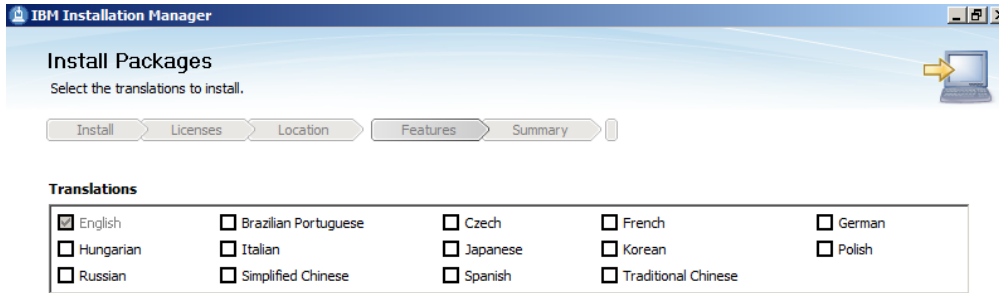 IBM Installation Manager
Install Packages
Select the translations to install.
Install Licenses Location Features Summary
Translations
English Brazilian Portuguese Czech French German
Hungarian Italian Japanese Korean Polish
Russian Simplified Chinese Spanish Traditional Chinese